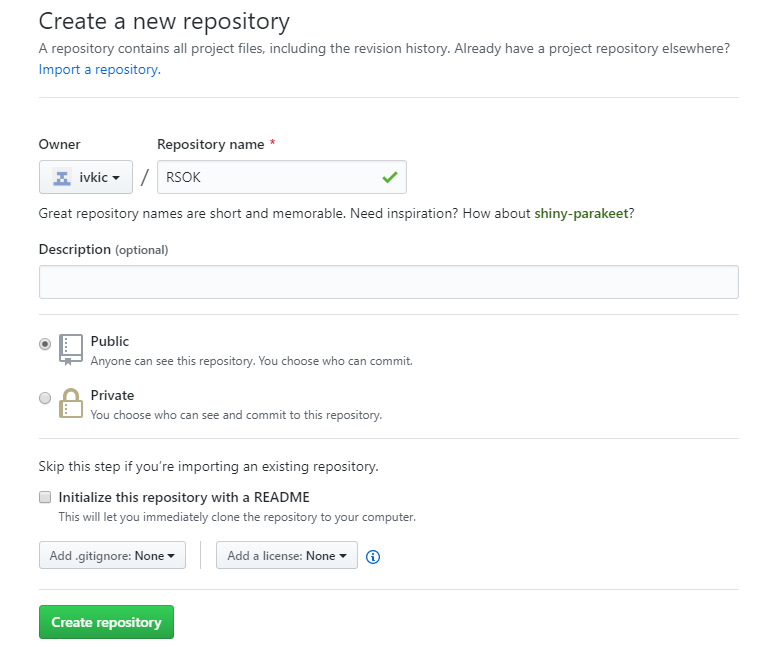 Create a new repository
A repository contains all project files, including the revision history. Already have a project repository elsewhere?
Import a repository.
Owner
Repository name *
ivkic / RSOK
Great repository names are short and memorable. Need inspiration? How about shiny-parakeet?
Description (optional)
Public
Anyone can see this repository. You choose who can commit.
Private
You choose who can see and commit to this repository.
Skip this step if you’re importing an existing repository.
Initialize this repository with a README
This will let you immediately clone the repository to your computer.
Add .gitignore: None
Add a license: None
Create repository